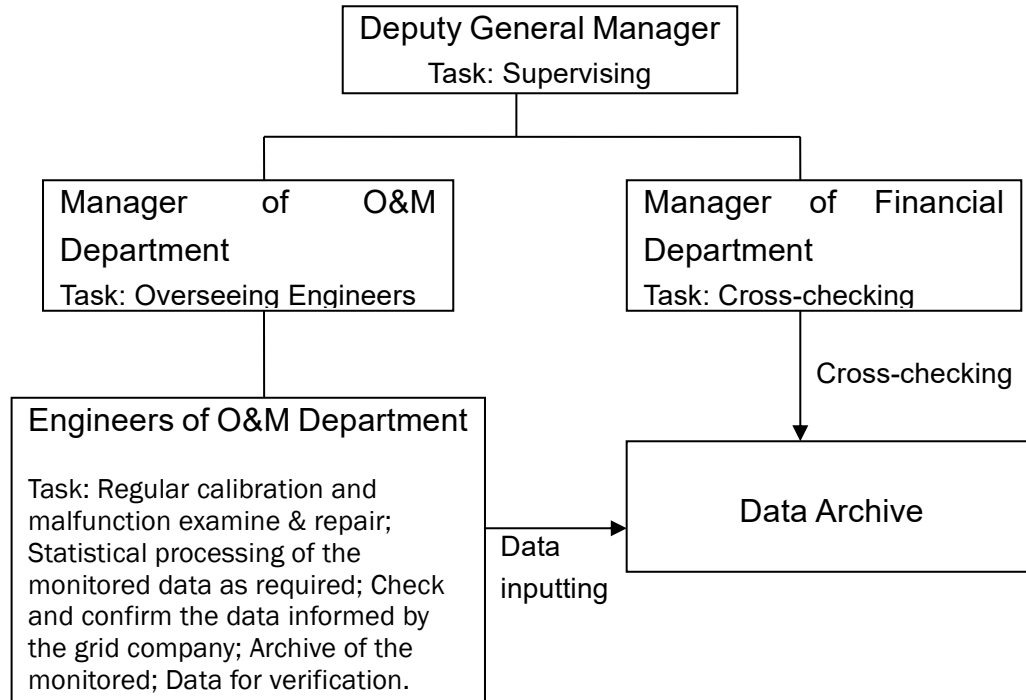 Deputy General Manager
Task: Supervising
Manager of O&M
Department
Task: Overseeing Engineers
Manager of Financial
Department
Task: Cross-checking
Cross-checking
Engineers of O&M Department
Task: Regular calibration and
malfunction examine & repair;
Statistical processing of the
monitored data as required; Check
and confirm the data informed by
the grid company; Archive of the
monitored; Data for verification.
Data
inputting
Data Archive